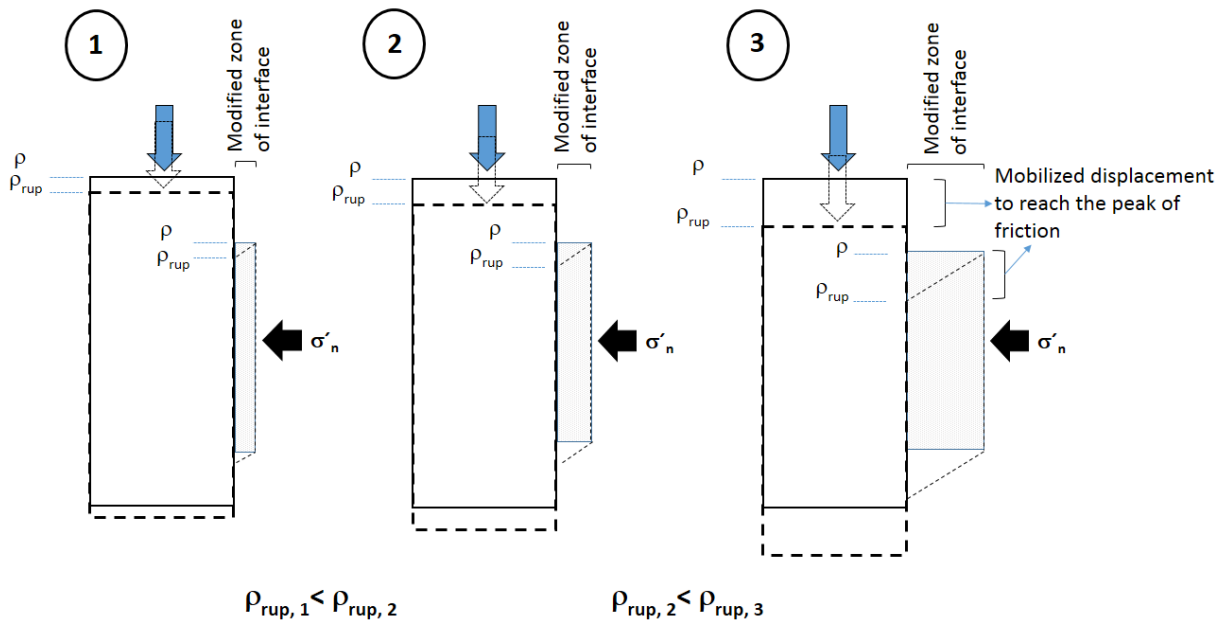 1
Modified zone
of interface
ρ
ρrup
ρ
ρrup
σ′n
2
Modified zone
of interface
ρ
ρrup
ρ
ρrup
σ′n
3
Modified zone
of interface
ρ
ρrup
ρ
ρrup
Mobilized displacement
to reach the peak of
friction
σ′n
ρrup, 1< ρrup, 2
ρrup, 2< ρrup, 3